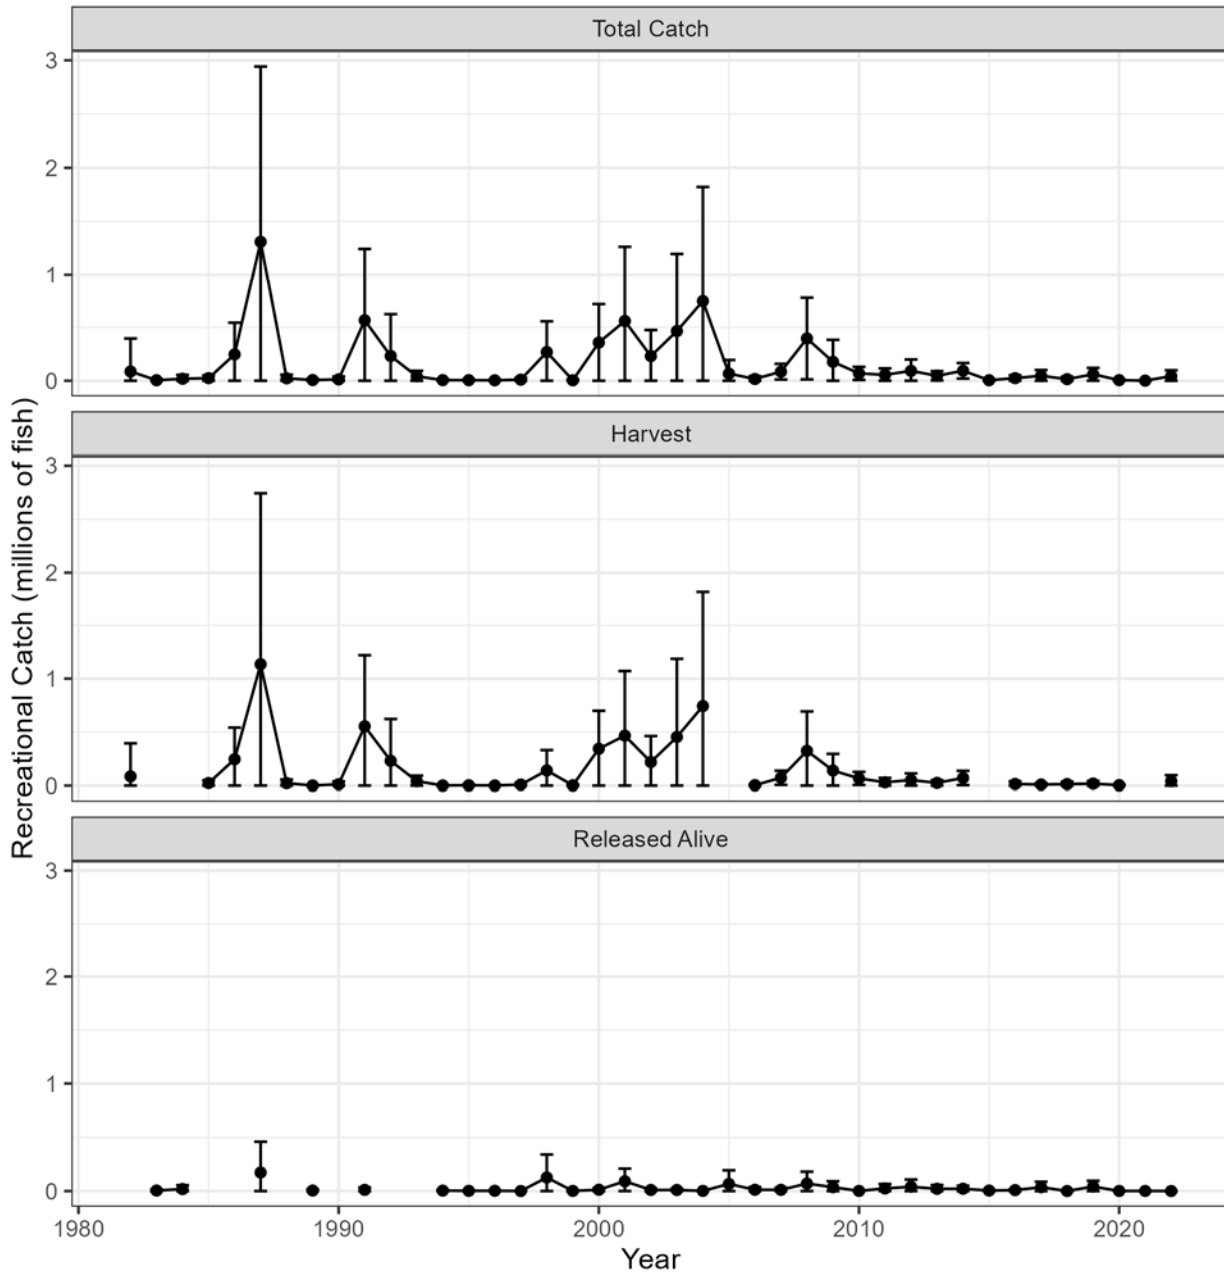 Total Catch
3
2
1
0
Harvest
3
2
1
0
Released Alive
3
2
1
0
1980 1990 2000 2010 2020
Year
Recreational Catch (millions of fish)